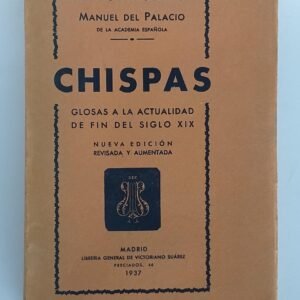 MANUEL DEL PALACIO
DE LA ACADEMIA ESPAÑOLA
CHISPAS
GLOSAS A LA ACTUALIDAD
DE FIN DEL SIGLO XIX
NUEVA EDICIÓN
REVISADA Y AUMENTADA
MADRID
LIBRERÍA GENERAL DE VICTORIANO SUÁREZ
PRECIADOS, 46
1937